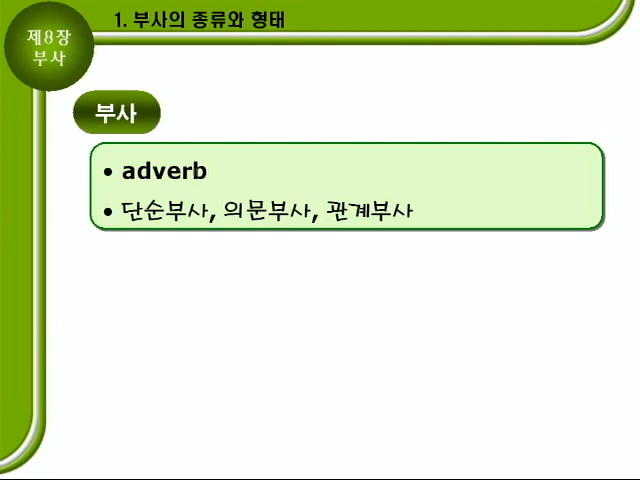 제8장
부사
1. 부사의 종류와 형태
부사
• adverb
• 단순부사, 의문부사, 관계부사